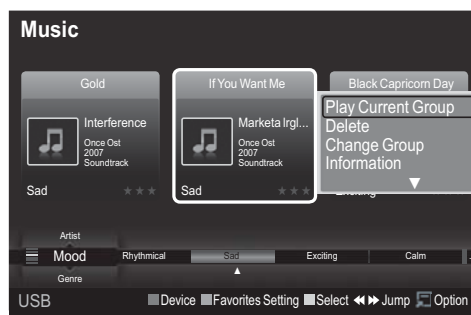 Music
Gold
If You Want Me
Black Capricorn Day
Interference
Once Ost
2007
Soundtrack
Sad
Marketa Irgl...
Once Ost
2007
Soundtrack
Sad
Play Current Group
Delete
Change Group
Information
Exciting
Artist
Mood
Rhythmical
Sad
Exciting
Calm
Genre
USB
Device
Favorites Setting
Select
Jump
Option